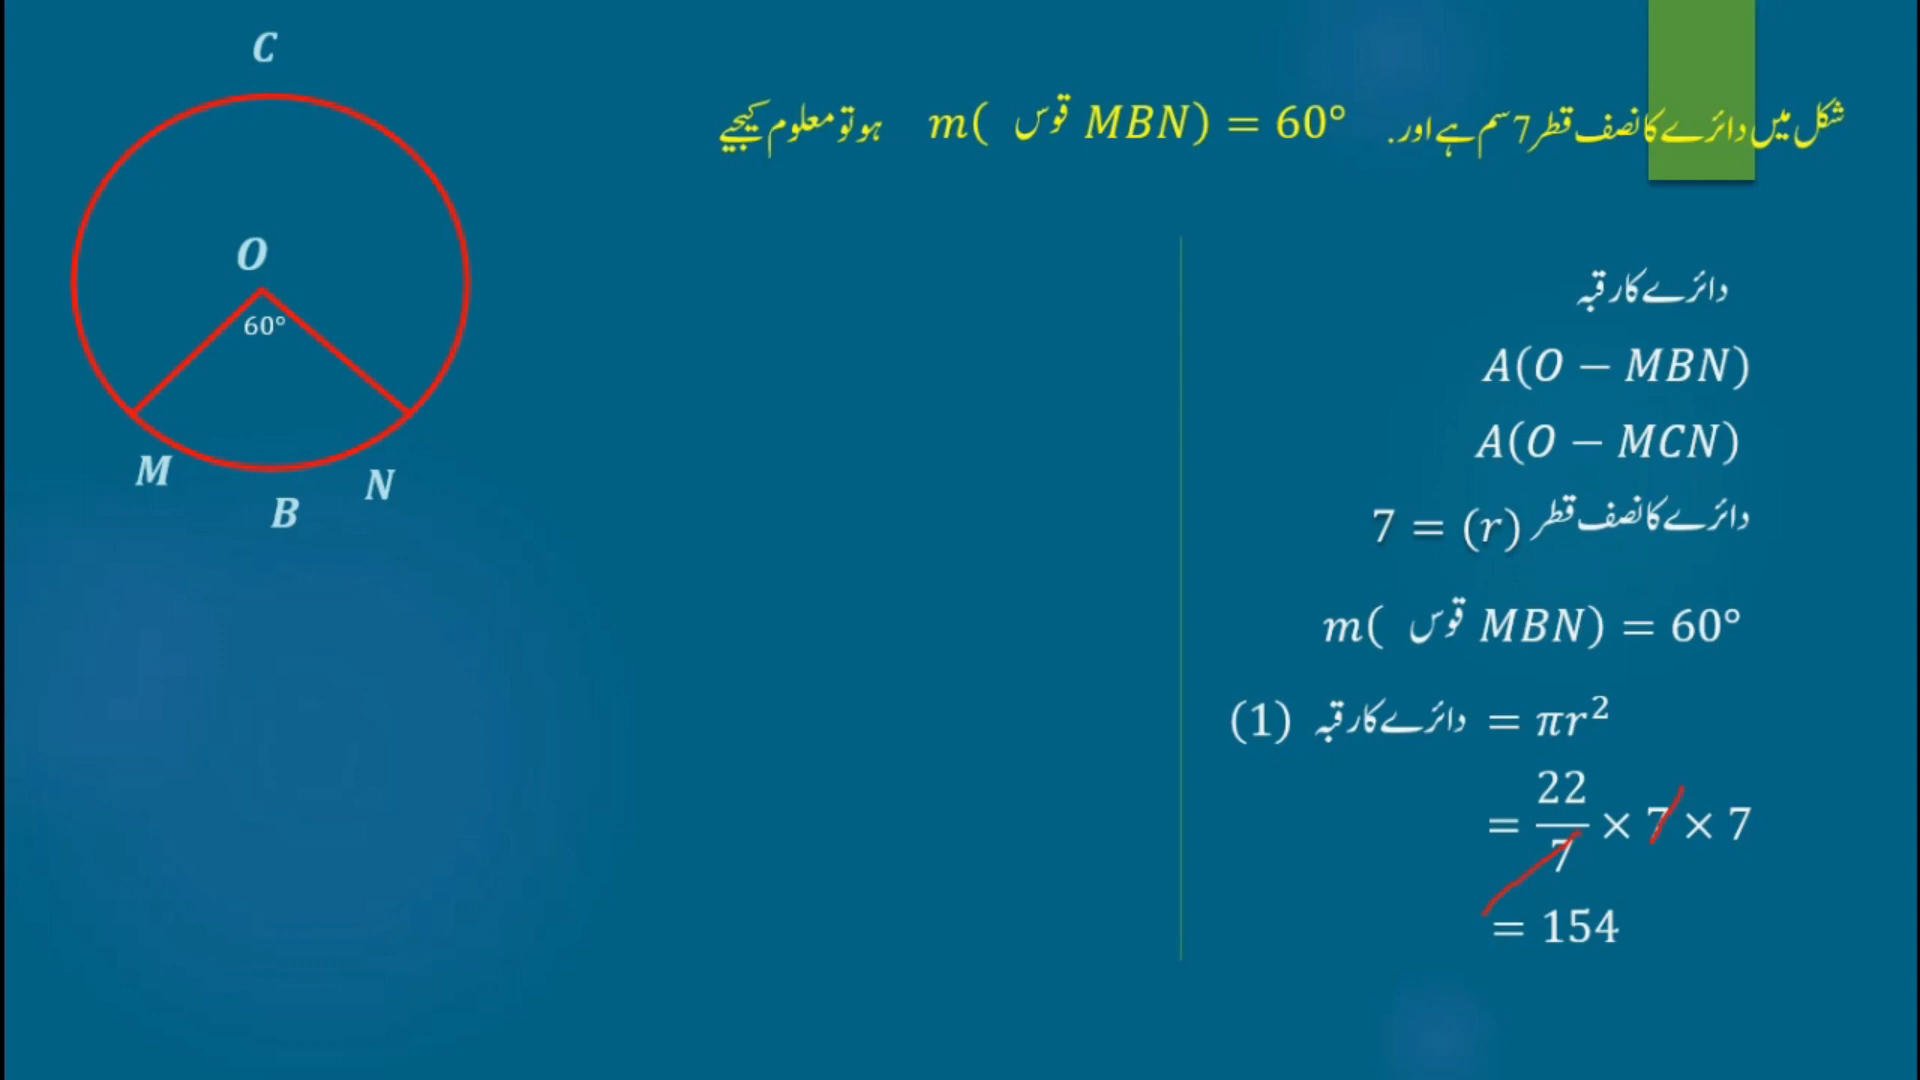 شکل میں دائرے کا نصف قطر 7 سم ہے اور. m( قوس MBN) = 60° ہو تو معلوم کیجیے
C
O
60°
M
N
B
دائرے کا رقبہ
A(O − MBN)
A(O − MCN)
دائرے کا نصف قطر (r) = 7
m( قوس MBN) = 60°
(1) دائرے کا رقبہ = πr²
= 22/7 × 7 × 7
= 154